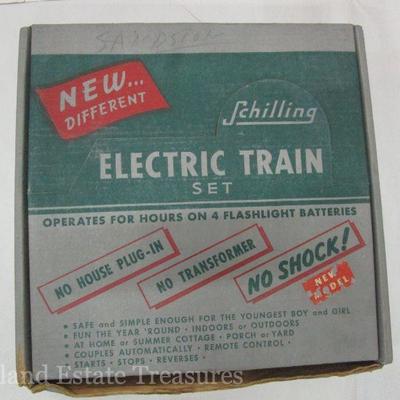 NEW...
DIFFERENT
Schilling
ELECTRIC TRAIN
SET
OPERATES FOR HOURS ON 4 FLASHLIGHT BATTERIES
NO HOUSE PLUG-IN
NO TRANSFORMER
NO SHOCK!
NEW
MODEL
• SAFE and SIMPLE ENOUGH FOR THE YOUNGEST BOY and GIRL
• FUN THE YEAR 'ROUND • INDOORS or OUTDOORS
• AT HOME or SUMMER COTTAGE • PORCH or YARD
• COUPLES AUTOMATICALLY • REMOTE CONTROL •
• STARTS • STOPS • REVERSES •
land Estate Treasures